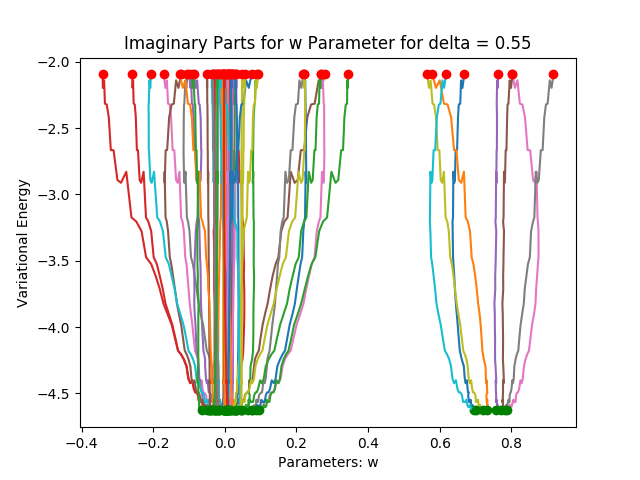 Imaginary Parts for w Parameter for delta = 0.55
Variational Energy
−2.0
−2.5
−3.0
−3.5
−4.0
−4.5
−0.4 −0.2 0.0 0.2 0.4 0.6 0.8
Parameters: w